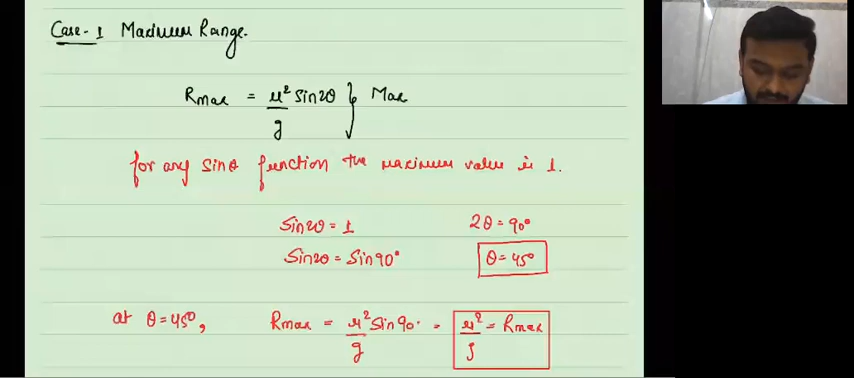 Case-1 Maximum Range.
Rmax = u² sin2θ / g } Max
for any sinθ function the maximum value is 1.
Sin2θ = 1 2θ = 90°
Sin2θ = Sin90° θ = 45°
at θ = 45°, Rmax = u² Sin90° / g = u² / g = Rmax